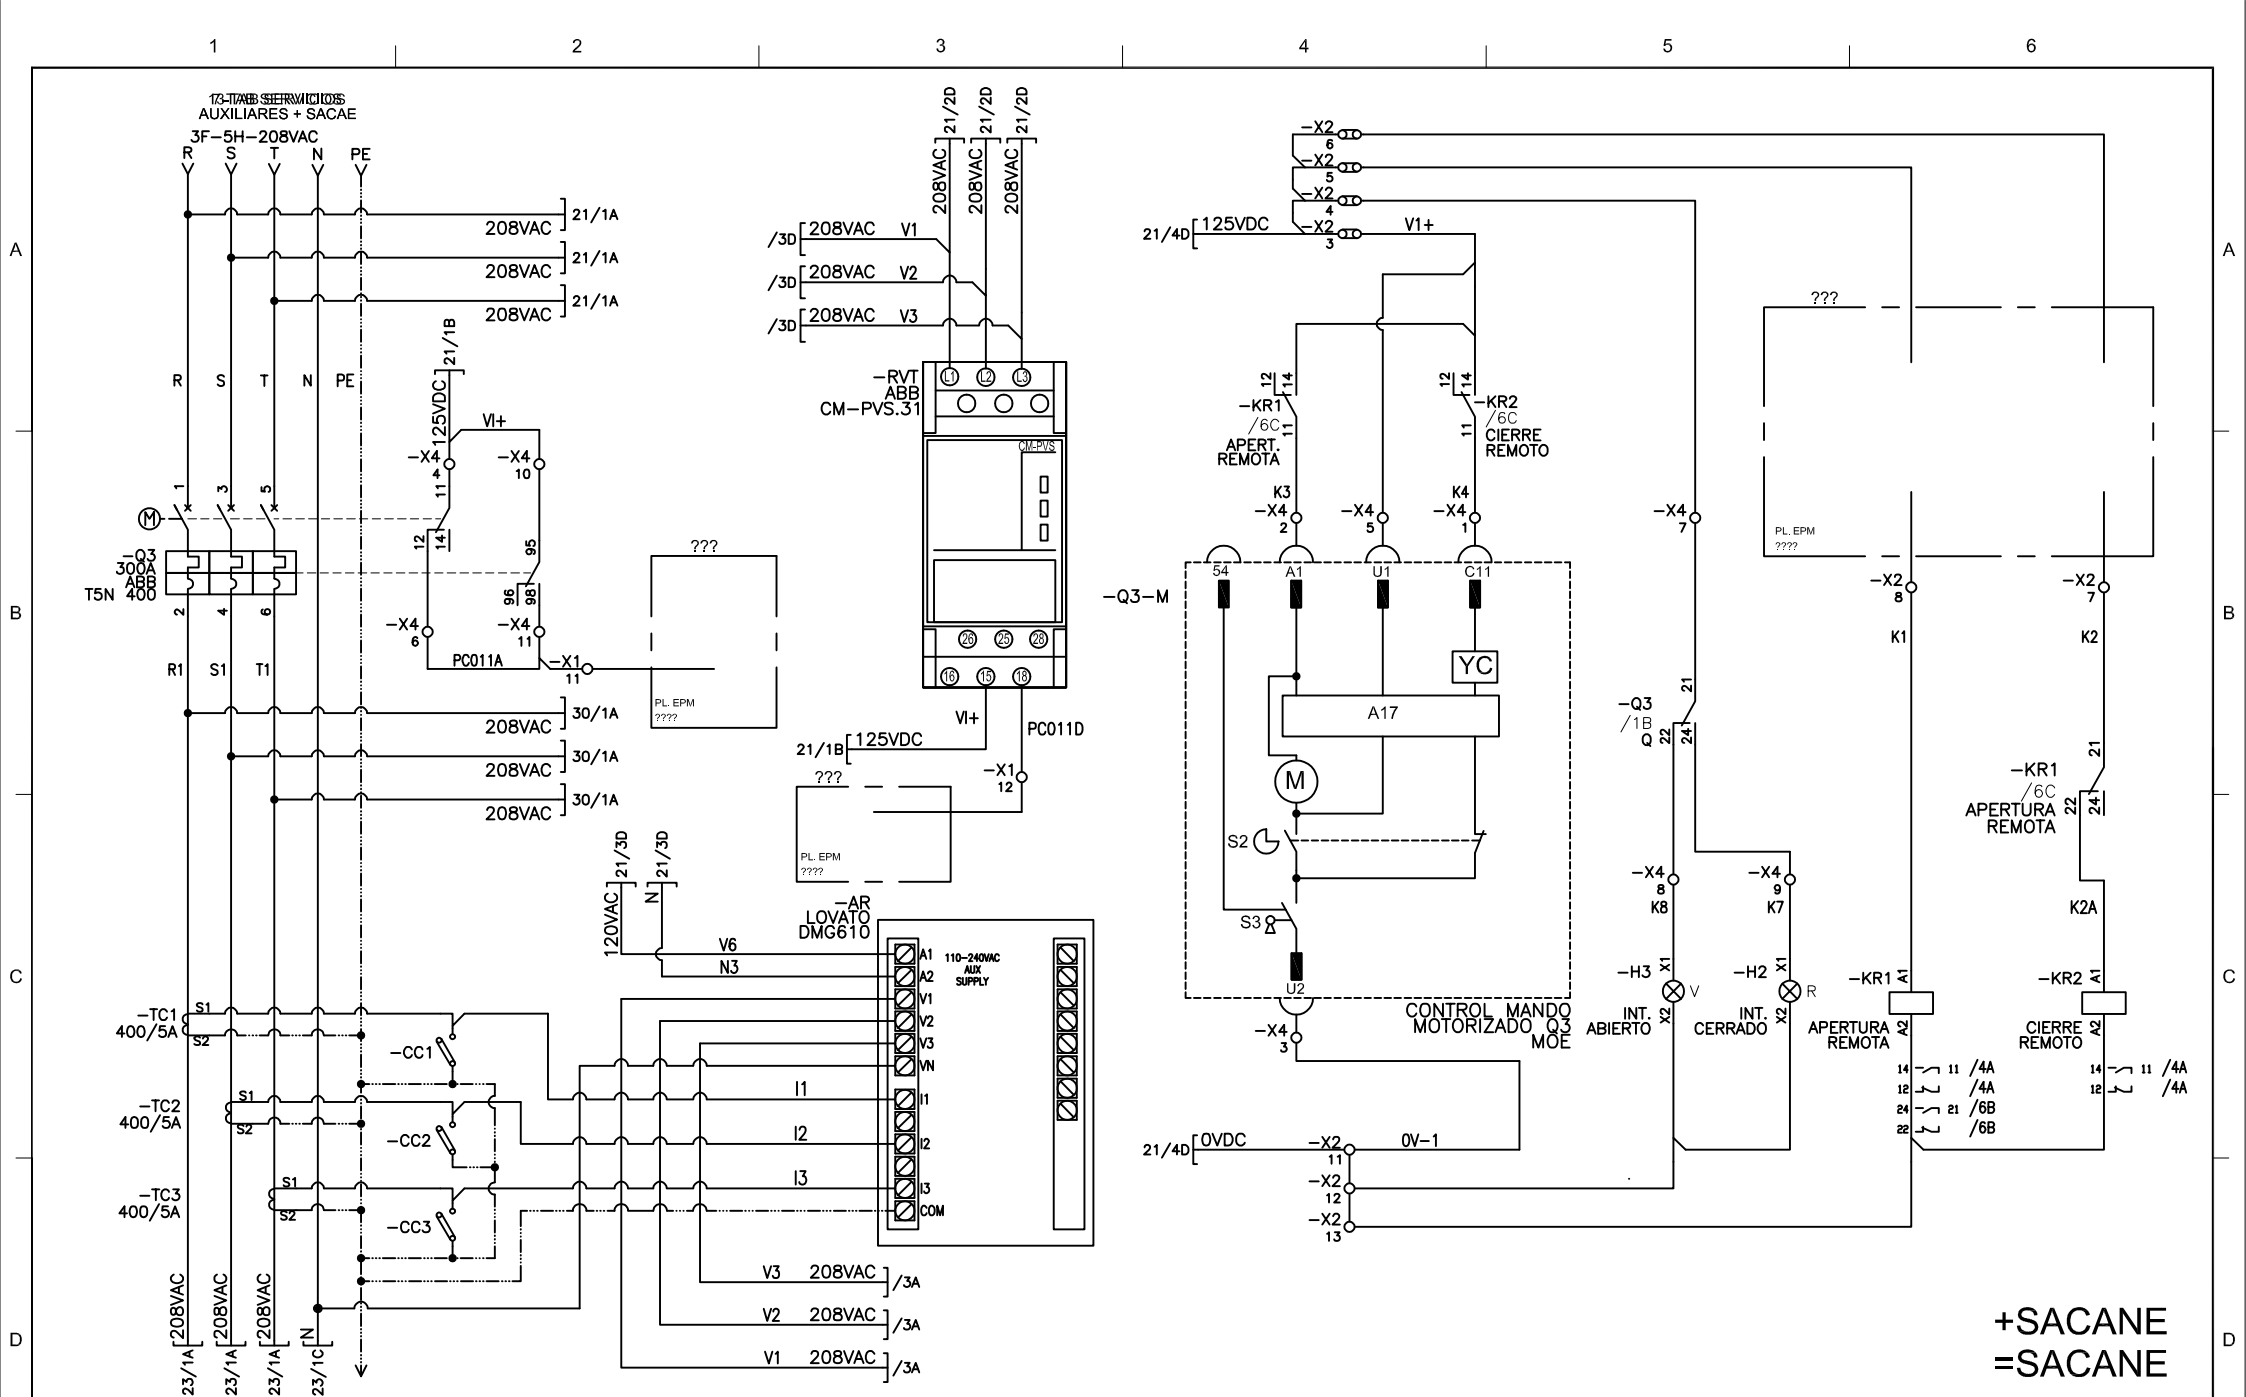 1 2 3 4 5 6
A
B
C
D
A
B
C
D
AUXILIARES + SACAE
3F-5H-208VAC
R S T N PE
208VAC 21/1A
208VAC 21/1A
208VAC 21/1A
R S T N PE
21/1B
125VDC
VI+
-X4
4
-X4
10
11
12 14
95
96 98
1 3 5
M
-Q3
300A
ABB
T5N 400
2 4 6
-X4
6
-X4
11
PC011A
-X1
11
R1 S1 T1
???
PL. EPM
????
208VAC 30/1A
208VAC 30/1A
208VAC 30/1A
21/3D 21/3D
120VAC N
V6
N3
-TC1
400/5A
S1
S2
-CC1
-TC2
400/5A
S1
S2
-CC2
-TC3
400/5A
S1
S2
-CC3
I1
I2
I3
208VAC 208VAC 208VAC N
23/1A 23/1A 23/1A 23/1C
V3 208VAC /3A
V2 208VAC /3A
V1 208VAC /3A
21/2D 21/2D 21/2D
208VAC 208VAC 208VAC
/3D 208VAC V1
/3D 208VAC V2
/3D 208VAC V3
-RVT
ABB
CM-PVS.31
L1 L2 L3
CM-PVS
26 25 28
16 15 18
VI+
PC011D
21/1B 125VDC
-X1
12
???
PL. EPM
????
-AR
LOVATO
DMG610
A1
A2
V1
V2
V3
VN
I1
I2
I3
COM
110-240VAC
AUX
SUPPLY
-X2
6
-X2
5
-X2
4
21/4D 125VDC
-X2
3
V1+
12 14
-KR1
/6C
11
APERT.
REMOTA
12 14
-KR2
/6C
11
CIERRE
REMOTO
K3
-X4
2
-X4
5
K4
-X4
1
54 A1 U1 C11
-Q3-M
YC
A17
M
S2
S3
U2
CONTROL MANDO
MOTORIZADO Q3
MOE
-X4
3
21/4D 0VDC
-X2
11
0V-1
-X2
12
-X2
13
-X4
7
21
-Q3
/1B
Q
22 24
-X4
8
K8
-X4
9
K7
-H3
X1
V
X2
INT.
ABIERTO
-H2
X1
R
X2
INT.
CERRADO
???
PL. EPM
????
-X2
8
K1
-X2
7
K2
21
-KR1
/6C
22 24
APERTURA
REMOTA
K2A
-KR1
A1
A2
APERTURA
REMOTA
-KR2
A1
A2
CIERRE
REMOTO
14 11 /4A
12 /4A
24 21 /6B
22 /6B
14 11 /4A
12 /4A
+SACANE
=SACANE